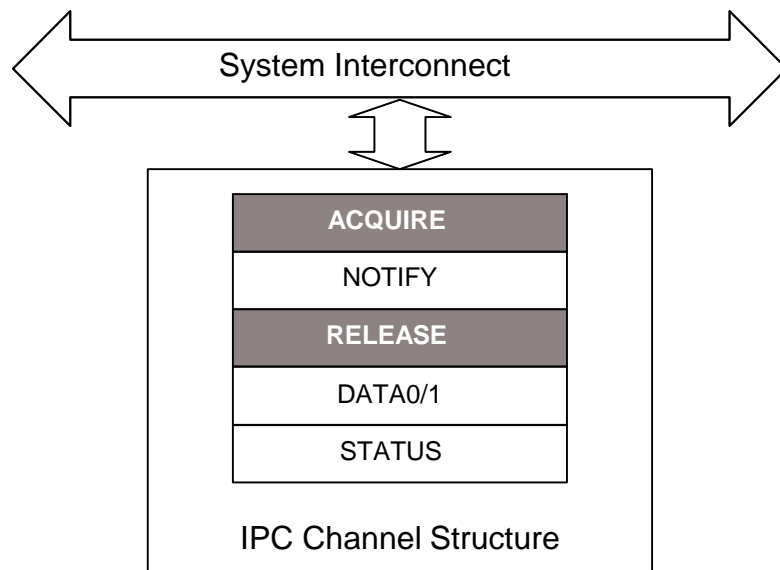 System Interconnect
ACQUIRE
NOTIFY
RELEASE
DATA0/1
STATUS
IPC Channel Structure